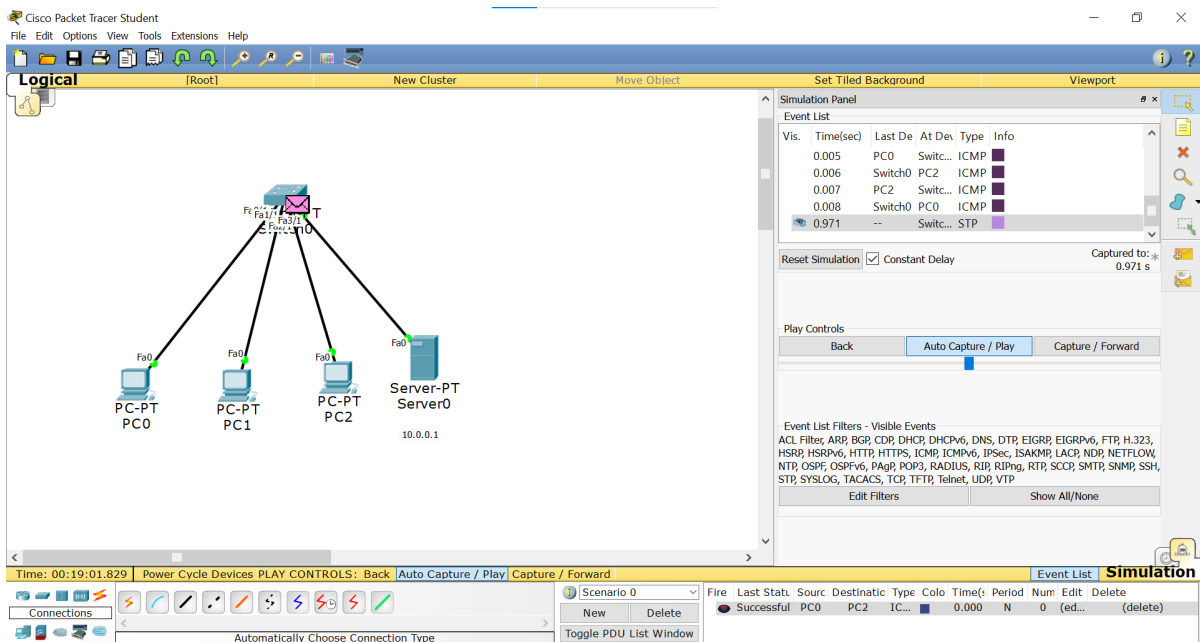 Cisco Packet Tracer Student
File Edit Options View Tools Extensions Help
Logical [Root] New Cluster Move Object Set Tiled Background Viewport
Simulation Panel
Event List
Vis. Time(sec) Last De At Dev Type Info
0.005 PC0 Switc... ICMP
0.006 Switch0 PC2 ICMP
0.007 PC2 Switc... ICMP
0.008 Switch0 PC0 ICMP
0.971 -- Switc... STP
Reset Simulation Constant Delay Captured to: *
0.971 s
Play Controls
Back Auto Capture / Play Capture / Forward
Event List Filters - Visible Events
ACL Filter, ARP, BGP, CDP, DHCP, DHCPv6, DNS, DTP, EIGRP, EIGRPv6, FTP, H.323,
HSRP, HSRPv6, HTTP, HTTPS, ICMP, ICMPv6, IPSec, ISAKMP, LACP, NDP, NETFLOW,
NTP, OSPF, OSPFv6, PAgP, POP3, RADIUS, RIP, RIPng, RTP, SCCP, SMTP, SNMP, SSH,
STP, SYSLOG, TACACS, TCP, TFTP, Telnet, UDP, VTP
Edit Filters Show All/None
Fa1/1
Fa3/1
Fa2/1
Switch0
Fa0 Fa0 Fa0 Fa0
PC-PT
PC0
PC-PT
PC1
PC-PT
PC2
Server-PT
Server0
10.0.0.1
Time: 00:19:01.829 Power Cycle Devices PLAY CONTROLS: Back Auto Capture / Play Capture / Forward Event List Simulation
Connections
Automatically Choose Connection Type
Scenario 0
New Delete
Toggle PDU List Window
Fire Last Statu Sourc Destinatic Type Colo Time(s Period Num Edit Delete
Successful PC0 PC2 IC... 0.000 N 0 (ed... (delete)